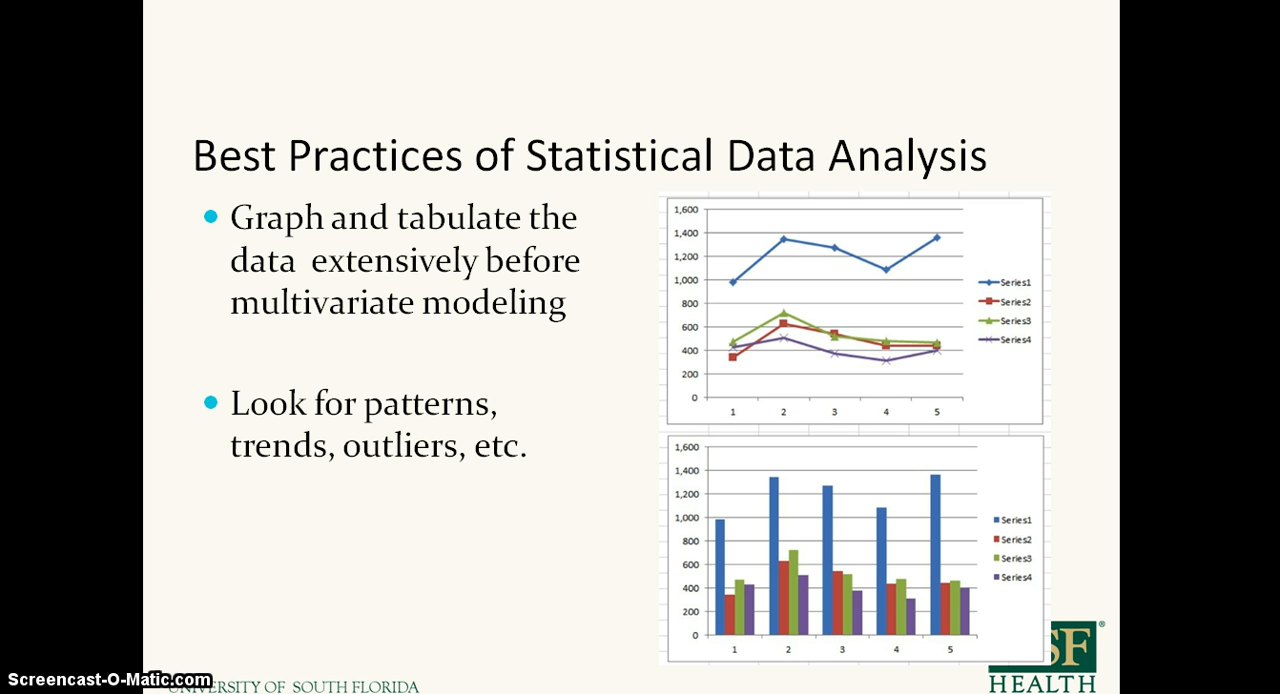 Best Practices of Statistical Data Analysis
Graph and tabulate the
data extensively before
multivariate modeling
Look for patterns,
trends, outliers, etc.
1,600
1,400
1,200
1,000
800
600
400
200
0
1 2 3 4 5
Series1
Series2
Series3
Series4
1,600
1,400
1,200
1,000
800
600
400
200
0
1 2 3 4 5
Series1
Series2
Series3
Series4
SF ®
HEALTH
Screencast-O-Matic.com
UNIVERSITY OF SOUTH FLORIDA